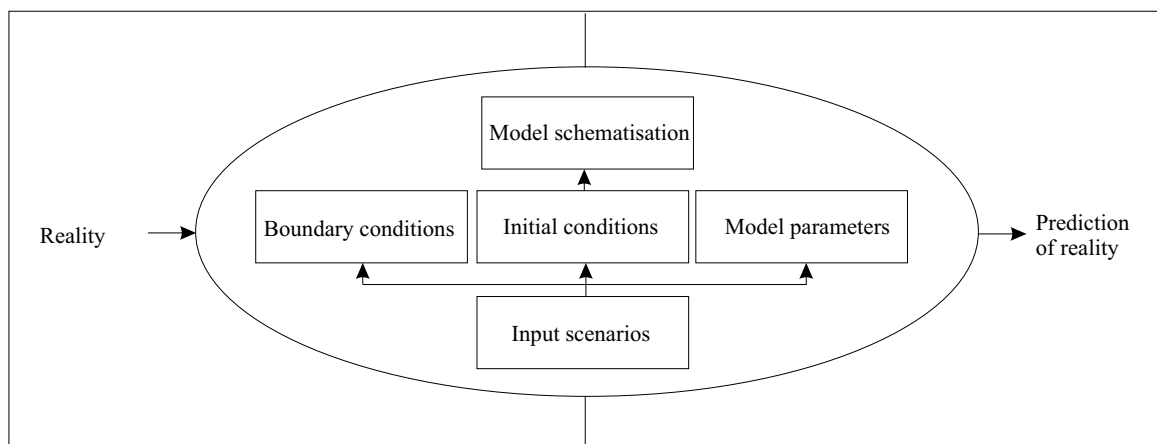 Model schematisation
Boundary conditions
Initial conditions
Model parameters
Reality
Prediction
of reality
Input scenarios